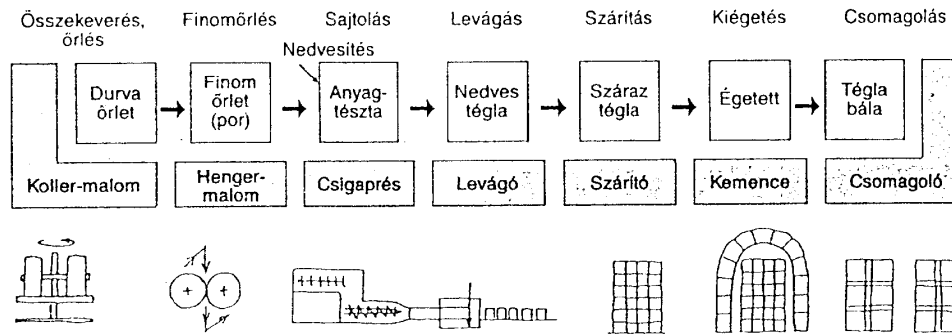 Összekeverés,
őrlés
Finomőrlés
Sajtolás
Levágás
Szárítás
Kiégetés
Csomagolás
Nedvesítés
Durva
őrlet
Finom
őrlet
(por)
Anyag-
tészta
Nedves
tégla
Száraz
tégla
Égetett
Tégla
bála
Koller-malom
Henger-
malom
Csigaprés
Levágó
Szárító
Kemence
Csomagoló